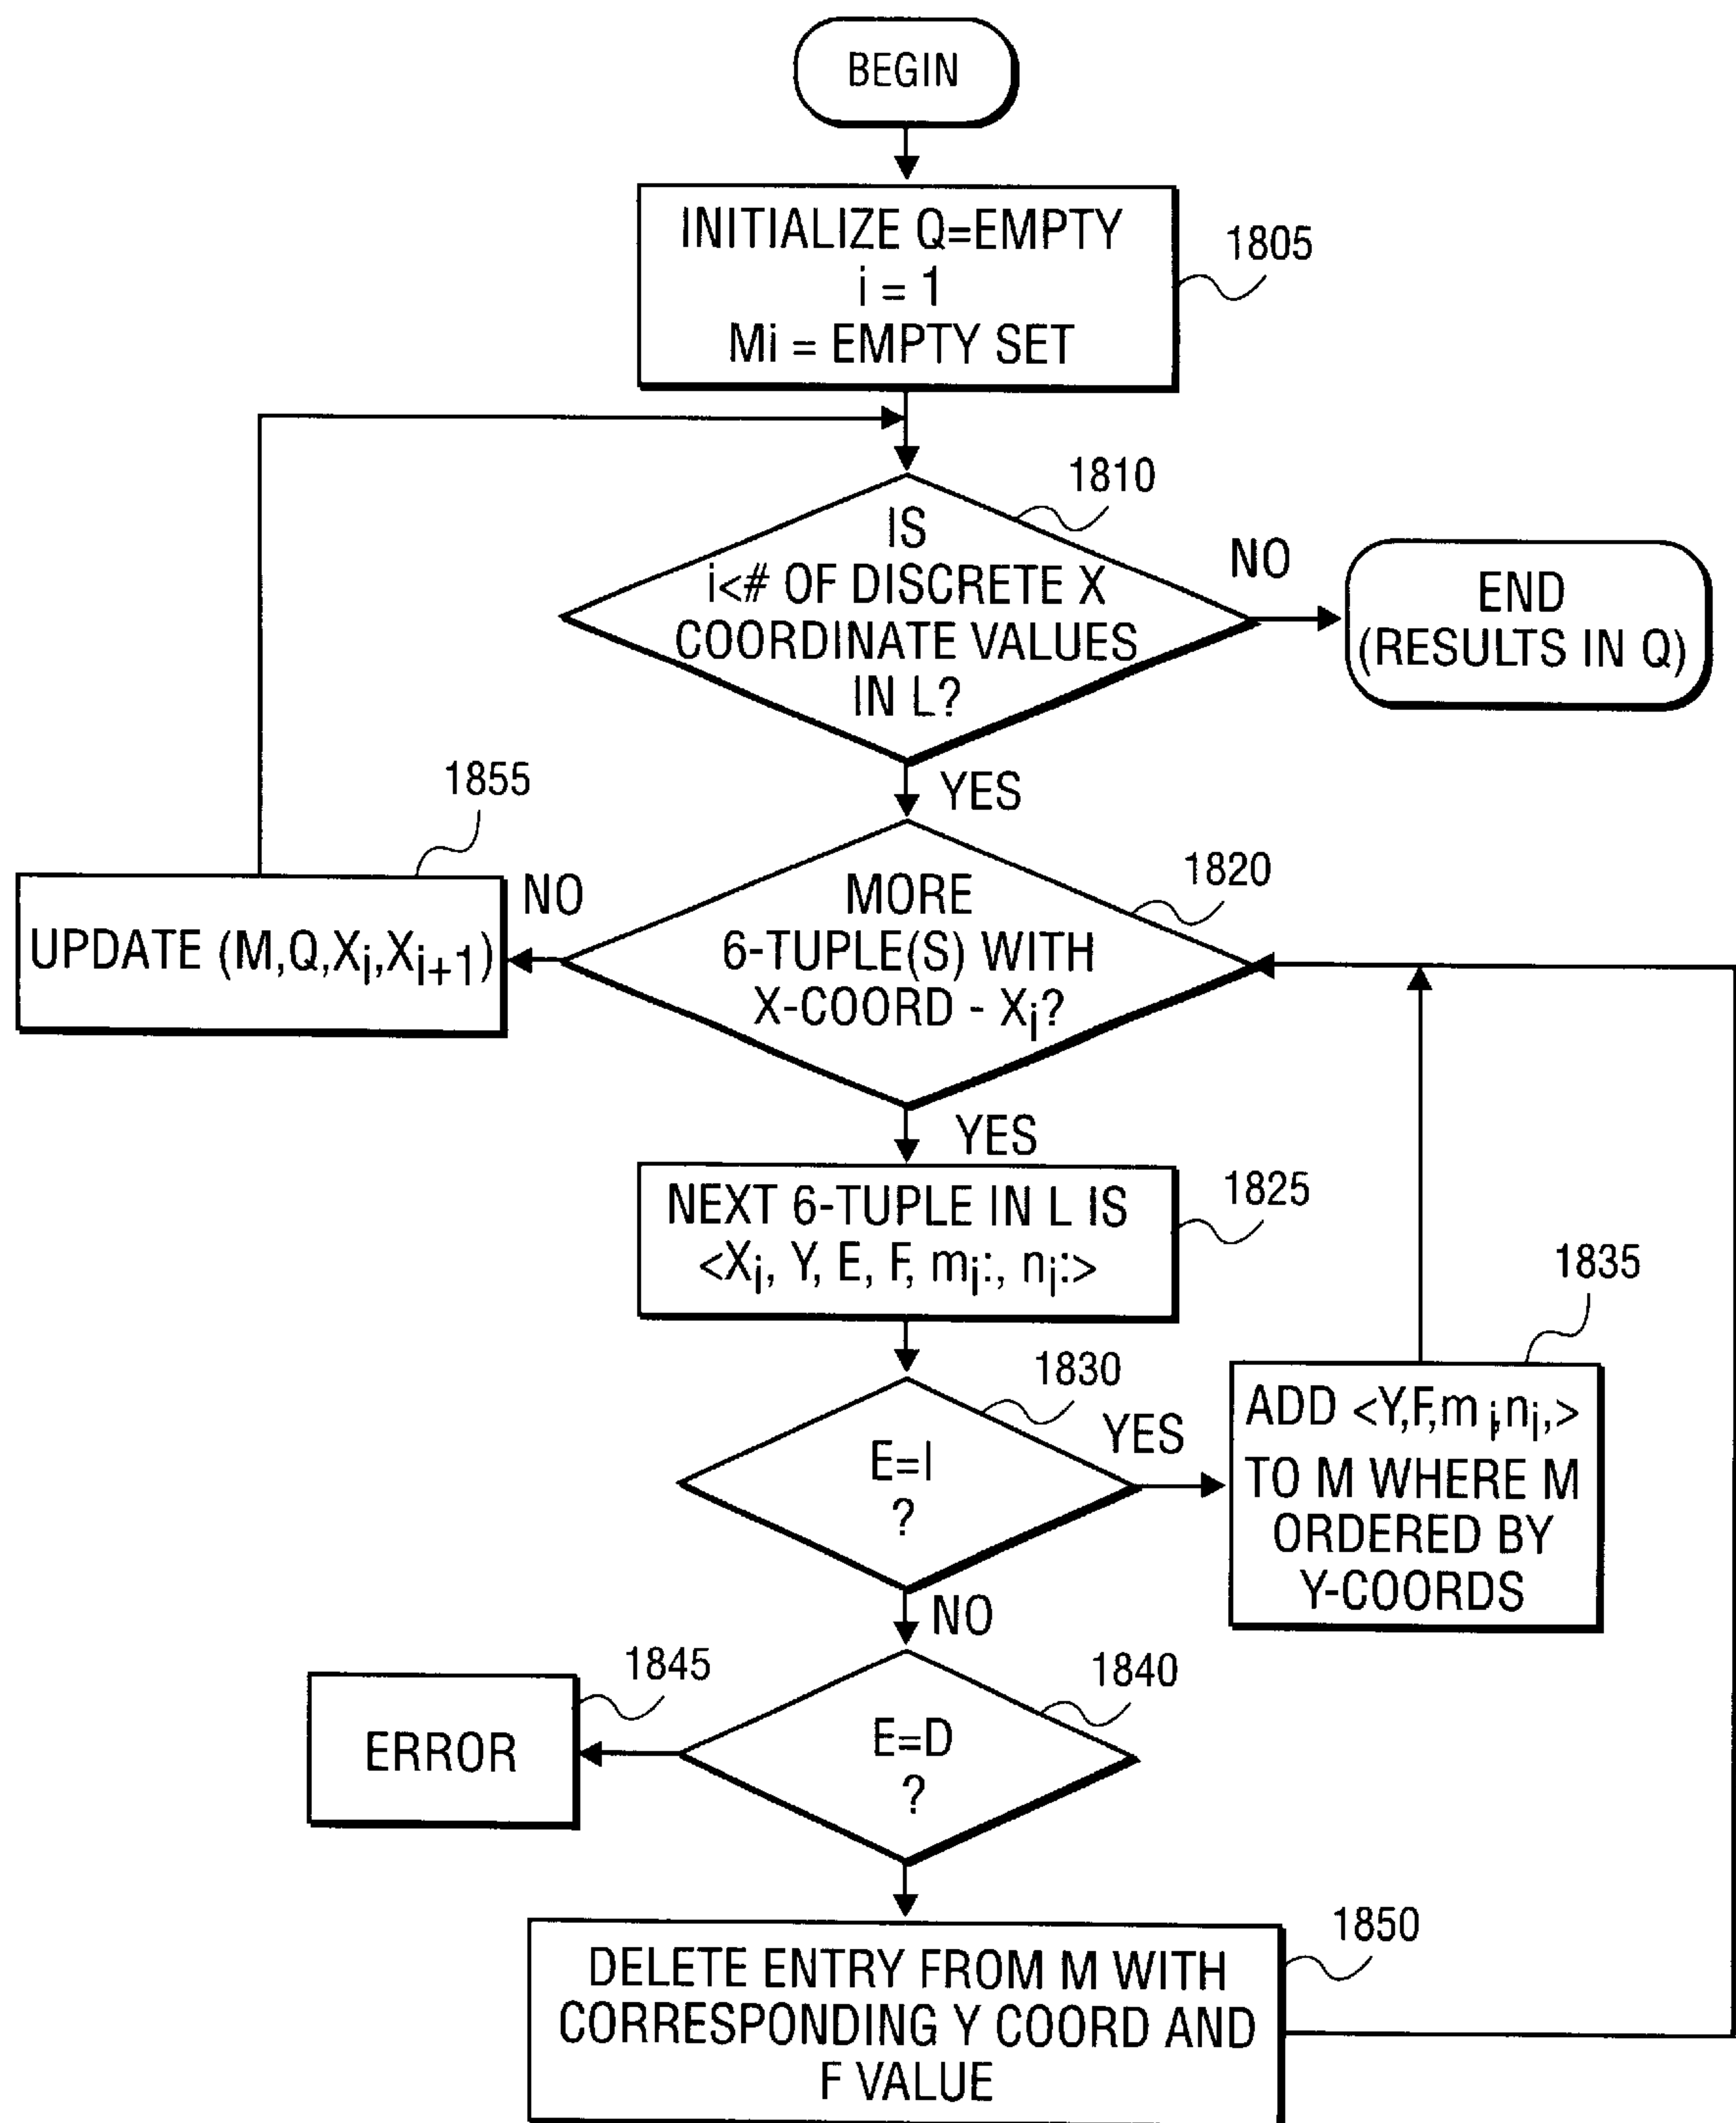 BEGIN
INITIALIZE Q=EMPTY
i = 1
Mi = EMPTY SET
1805
1810
IS
i<# OF DISCRETE X
COORDINATE VALUES
IN L?
NO
END
(RESULTS IN Q)
YES
1855
UPDATE (M,Q,Xi,Xi+1)
NO
1820
MORE
6-TUPLE(S) WITH
X-COORD - Xi?
YES
NEXT 6-TUPLE IN L IS
<Xi, Y, E, F, mi:, ni:>
1825
1830
E=I
?
YES
1835
ADD <Y,F,m i,ni,>
TO M WHERE M
ORDERED BY
Y-COORDS
NO
1840
E=D
?
1845
ERROR
1850
DELETE ENTRY FROM M WITH
CORRESPONDING Y COORD AND
F VALUE